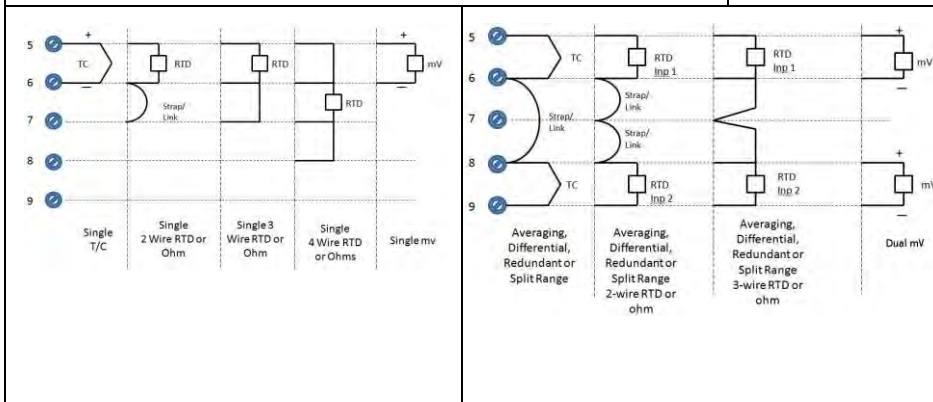 +
5
TC
RTD
RTD
mV
6
—
—
Strap/
Link
RTD
7
8
9
Single
T/C
Single
2 Wire RTD or
Ohm
Single 3
Wire RTD or
Ohm
Single
4 Wire RTD
or Ohms
Single mv
+
+
5
TC
RTD
Inp 1
RTD
Inp 1
mV
6
—
—
Strap/
Link
7
Strap/
Link
Strap/
Link
+
+
8
TC
RTD
Inp 2
RTD
Inp 2
mV
9
—
—
Averaging,
Differential,
Redundant or
Split Range
Averaging,
Differential,
Redundant or
Split Range
2-wire RTD or
ohm
Averaging,
Differential,
Redundant or
Split Range
3-wire RTD or
ohm
Dual mV